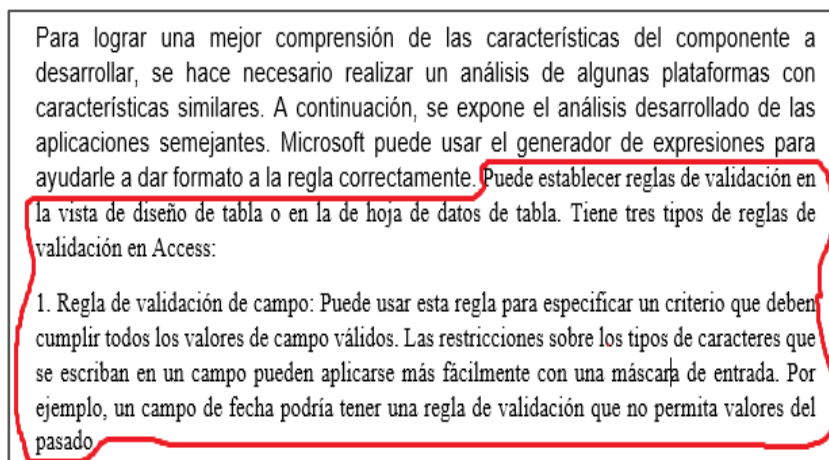 Para lograr una mejor comprensión de las características del componente a
desarrollar, se hace necesario realizar un análisis de algunas plataformas con
características similares. A continuación, se expone el análisis desarrollado de las
aplicaciones semejantes. Microsoft puede usar el generador de expresiones para
ayudarle a dar formato a la regla correctamente. Puede establecer reglas de validación en
la vista de diseño de tabla o en la de hoja de datos de tabla. Tiene tres tipos de reglas de
validación en Access:
1. Regla de validación de campo: Puede usar esta regla para especificar un criterio que deben
cumplir todos los valores de campo válidos. Las restricciones sobre los tipos de caracteres que
se escriban en un campo pueden aplicarse más fácilmente con una máscara de entrada. Por
ejemplo, un campo de fecha podría tener una regla de validación que no permita valores del
pasado